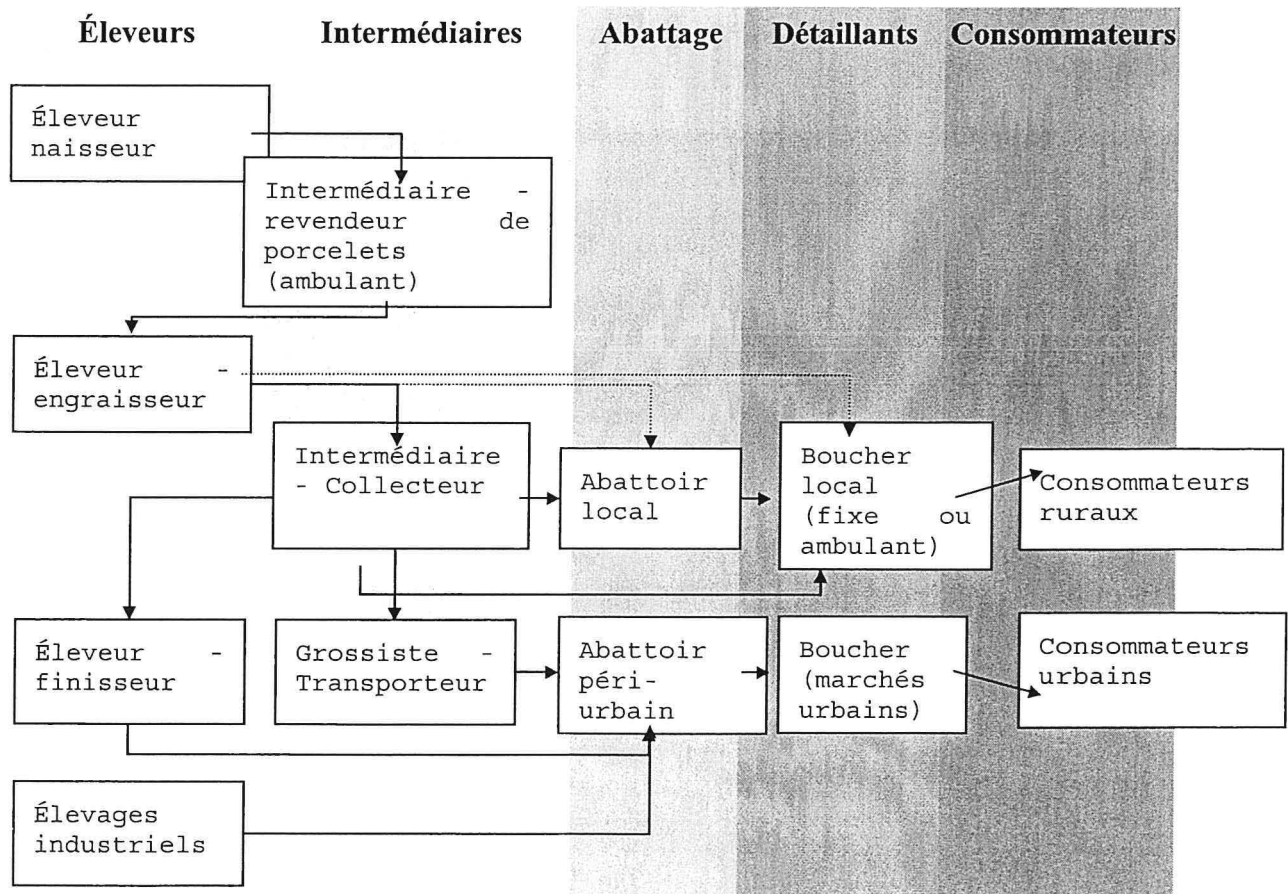 Éleveurs Intermédiaires Abattage Détaillants Consommateurs
Éleveur
naisseur
Intermédiaire -
revendeur de
porcelets
(ambulant)
Éleveur -
engraisseur
Intermédiaire
- Collecteur
Abattoir
local
Boucher
local
(fixe ou
ambulant)
Consommateurs
ruraux
Éleveur -
finisseur
Grossiste -
Transporteur
Abattoir
péri-
urbain
Boucher
(marchés
urbains)
Consommateurs
urbains
Élevages
industriels